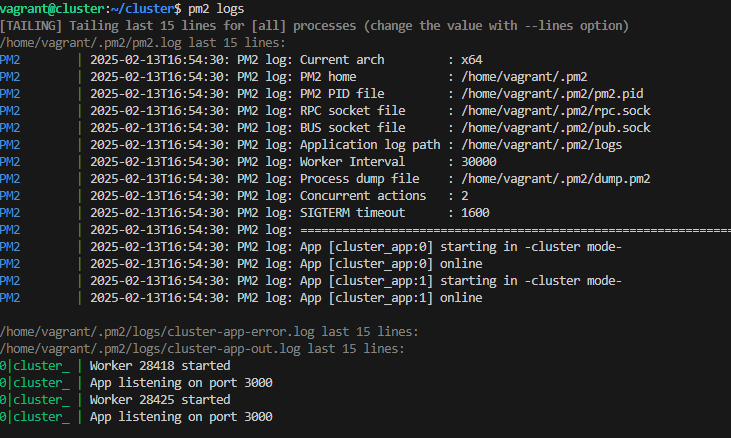 vagrant@cluster:~/cluster$ pm2 logs
[TAILING] Tailing last 15 lines for [all] processes (change the value with --lines option)
/home/vagrant/.pm2/pm2.log last 15 lines:
PM2        | 2025-02-13T16:54:30: PM2 log: Current arch         : x64
PM2        | 2025-02-13T16:54:30: PM2 log: PM2 home             : /home/vagrant/.pm2
PM2        | 2025-02-13T16:54:30: PM2 log: PM2 PID file         : /home/vagrant/.pm2/pm2.pid
PM2        | 2025-02-13T16:54:30: PM2 log: RPC socket file      : /home/vagrant/.pm2/rpc.sock
PM2        | 2025-02-13T16:54:30: PM2 log: BUS socket file      : /home/vagrant/.pm2/pub.sock
PM2        | 2025-02-13T16:54:30: PM2 log: Application log path : /home/vagrant/.pm2/logs
PM2        | 2025-02-13T16:54:30: PM2 log: Worker Interval      : 30000
PM2        | 2025-02-13T16:54:30: PM2 log: Process dump file    : /home/vagrant/.pm2/dump.pm2
PM2        | 2025-02-13T16:54:30: PM2 log: Concurrent actions   : 2
PM2        | 2025-02-13T16:54:30: PM2 log: SIGTERM timeout      : 1600
PM2        | 2025-02-13T16:54:30: PM2 log: =============================================================
PM2        | 2025-02-13T16:54:30: PM2 log: App [cluster_app:0] starting in -cluster mode-
PM2        | 2025-02-13T16:54:30: PM2 log: App [cluster_app:0] online
PM2        | 2025-02-13T16:54:30: PM2 log: App [cluster_app:1] starting in -cluster mode-
PM2        | 2025-02-13T16:54:30: PM2 log: App [cluster_app:1] online
/home/vagrant/.pm2/logs/cluster-app-error.log last 15 lines:
/home/vagrant/.pm2/logs/cluster-app-out.log last 15 lines:
0|cluster_ | Worker 28418 started
0|cluster_ | App listening on port 3000
0|cluster_ | Worker 28425 started
0|cluster_ | App listening on port 3000